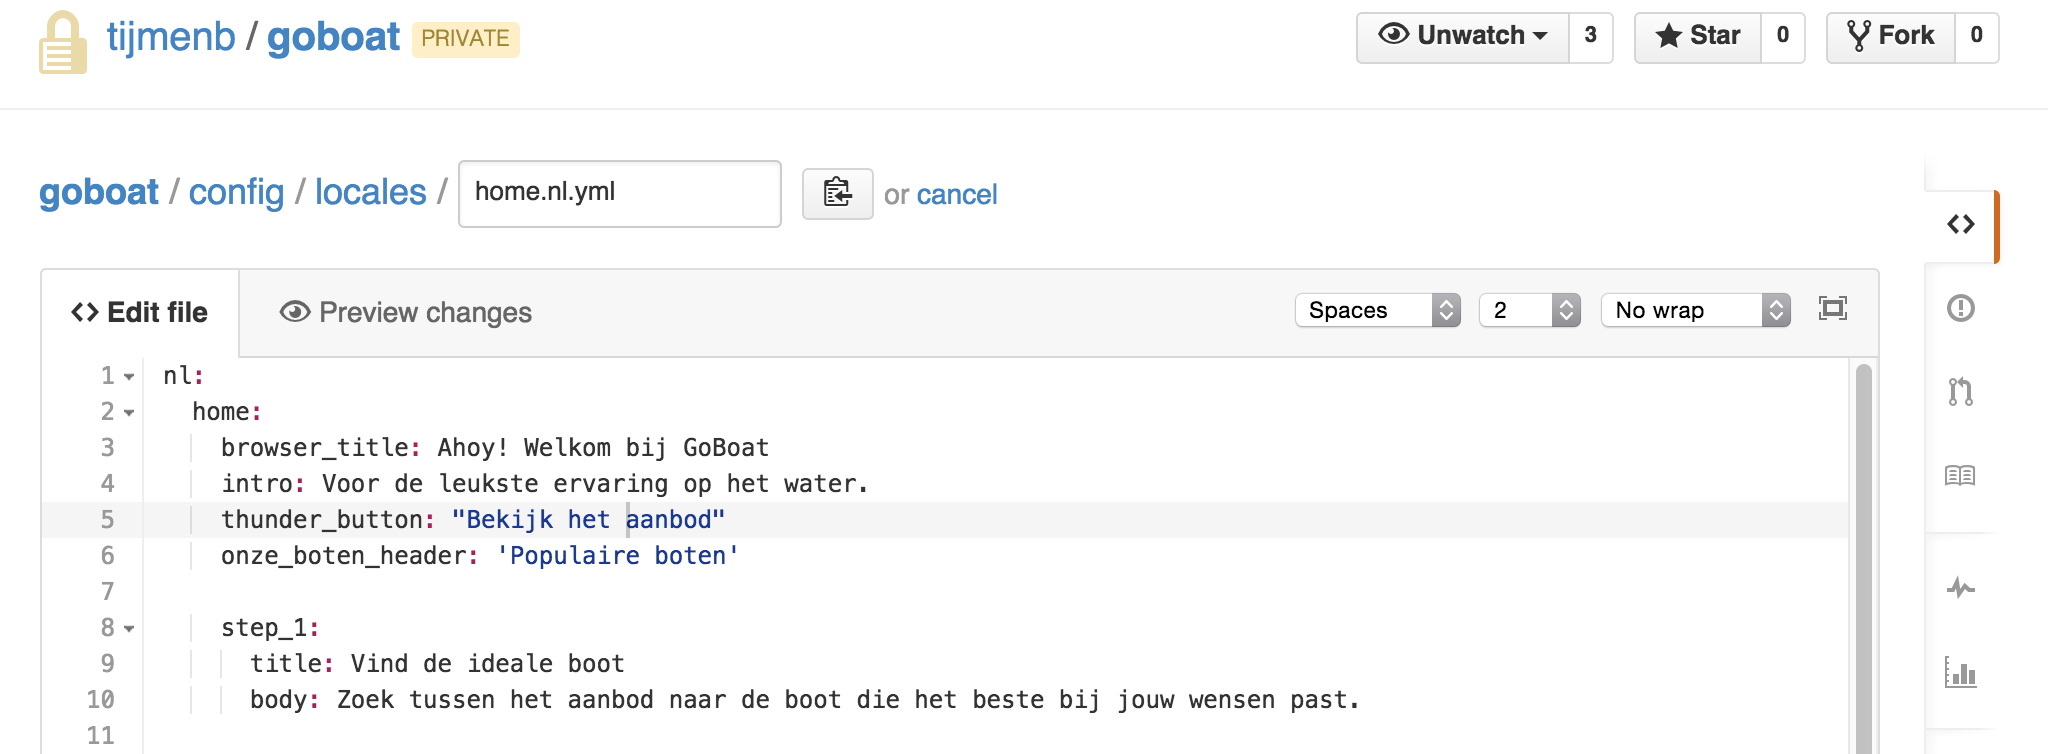 tijmenb / goboat PRIVATE
Unwatch 3 Star 0 Fork 0
goboat / config / locales / home.nl.yml or cancel
<> Edit file Preview changes Spaces 2 No wrap
1 nl:
2 home:
3 browser_title: Ahoy! Welkom bij GoBoat
4 intro: Voor de leukste ervaring op het water.
5 thunder_button: "Bekijk het aanbod"
6 onze_boten_header: 'Populaire boten'
7
8 step_1:
9 title: Vind de ideale boot
10 body: Zoek tussen het aanbod naar de boot die het beste bij jouw wensen past.
11